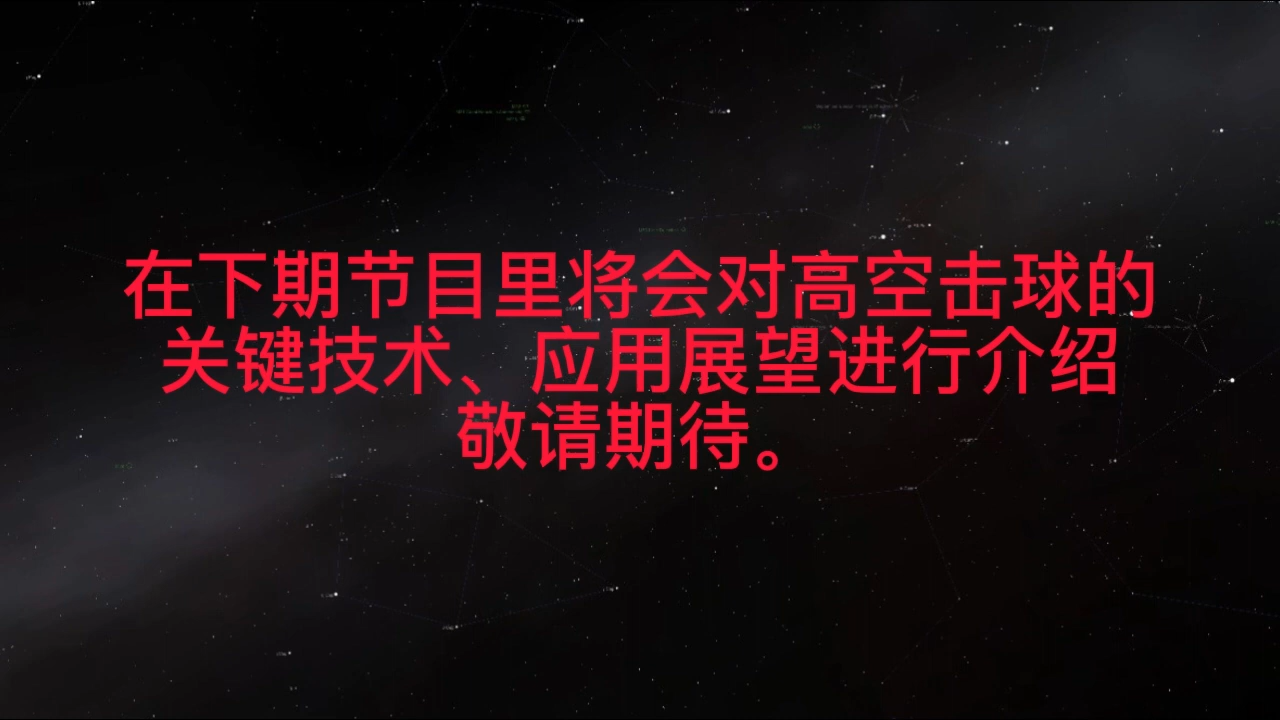 在下期节目里将会对高空击球的
关键技术、应用展望进行介绍
敬请期待。